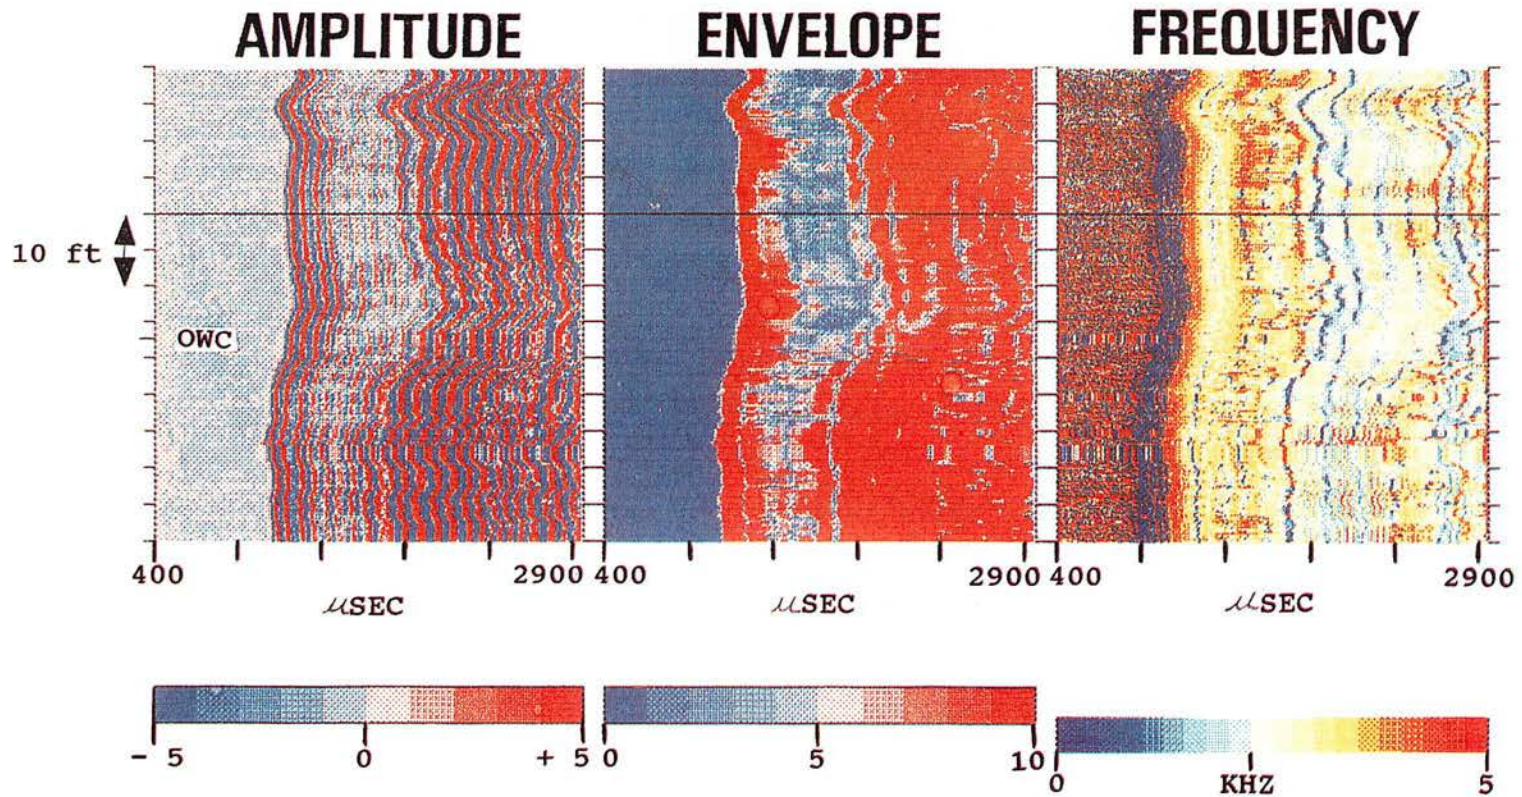 AMPLITUDE
ENVELOPE
FREQUENCY
10 ft
OWC
400
2900
μSEC
400
2900
μSEC
400
2900
μSEC
- 5
0
+ 5
0
5
10
0
KHZ
5